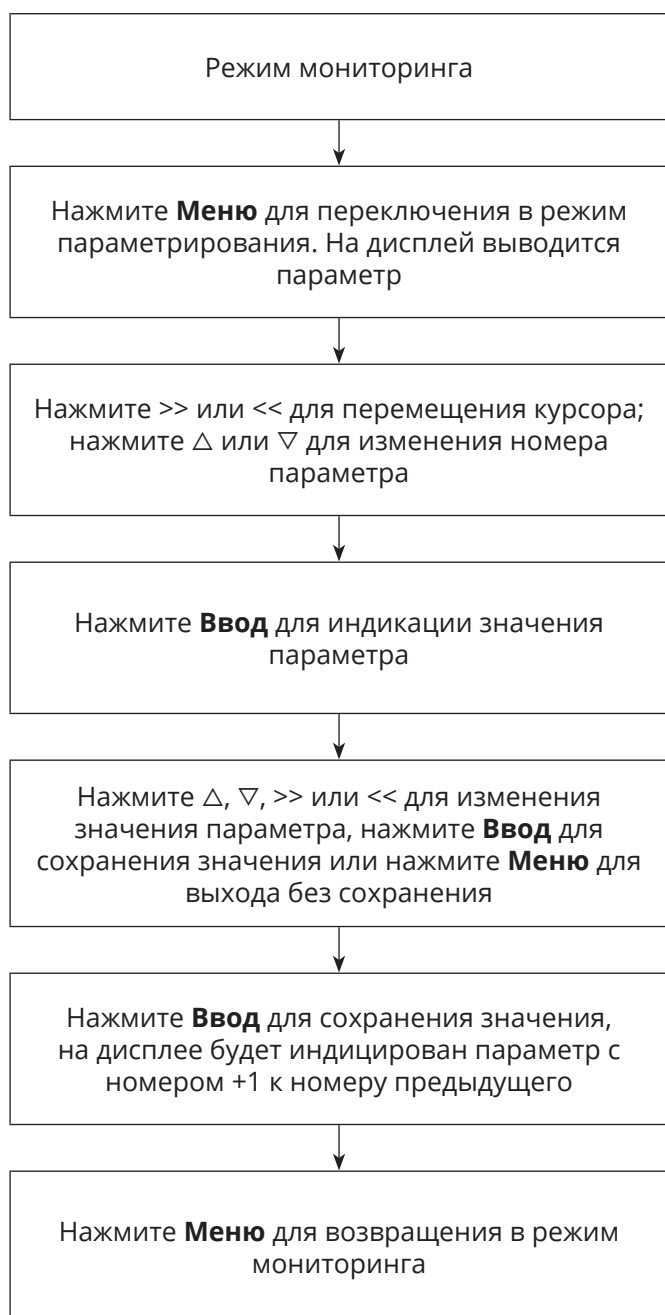 Режим мониторинга
Нажмите Меню для переключения в режим
параметрирования. На дисплей выводится
параметр
Нажмите >> или << для перемещения курсора;
нажмите △ или ▽ для изменения номера
параметра
Нажмите Ввод для индикации значения
параметра
Нажмите △, ▽, >> или << для изменения
значения параметра, нажмите Ввод для
сохранения значения или нажмите Меню для
выхода без сохранения
Нажмите Ввод для сохранения значения,
на дисплее будет индицирован параметр с
номером +1 к номеру предыдущего
Нажмите Меню для возвращения в режим
мониторинга